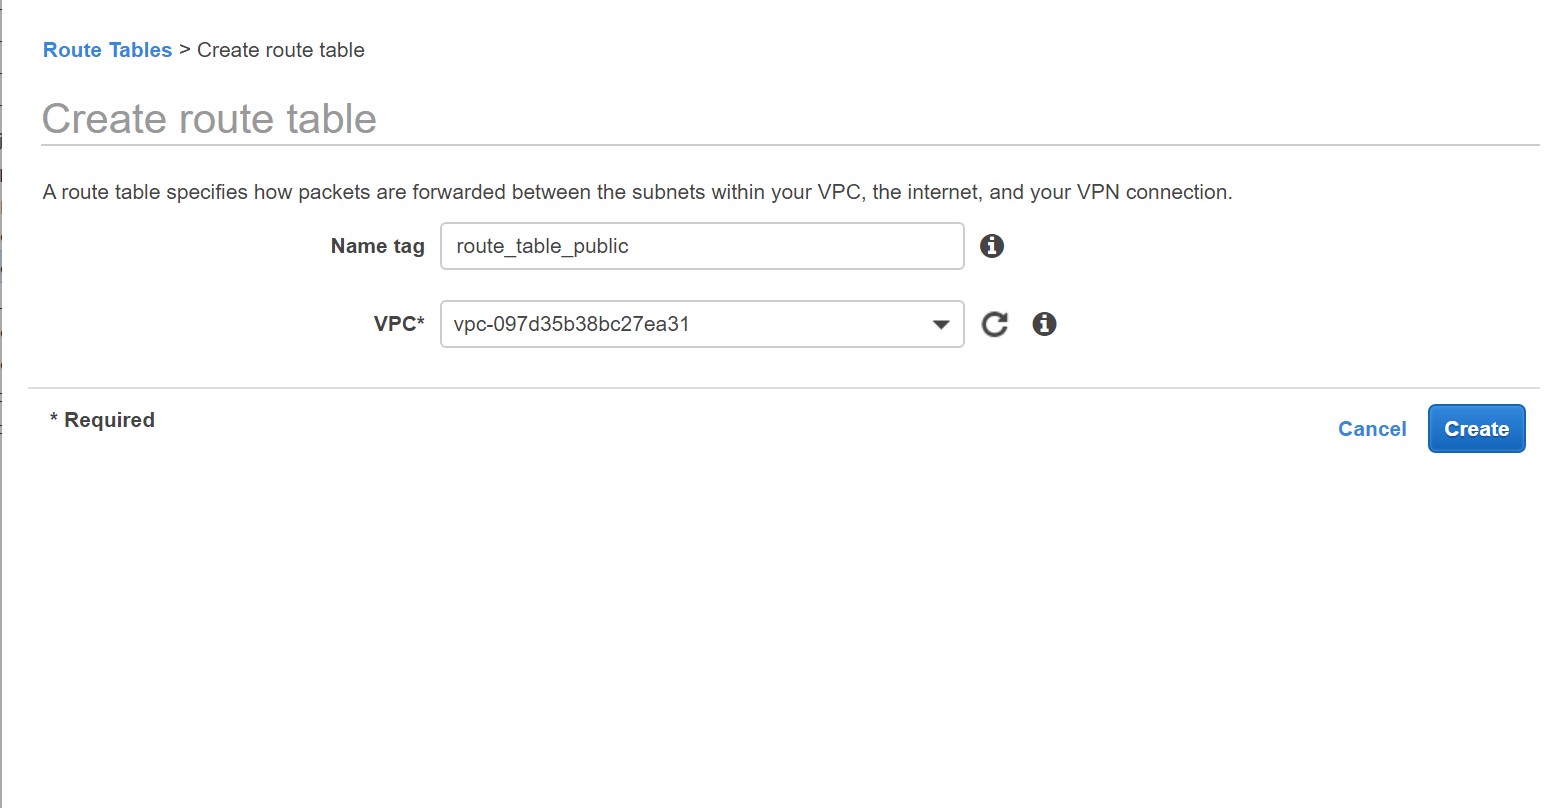 Route Tables > Create route table
Create route table
A route table specifies how packets are forwarded between the subnets within your VPC, the internet, and your VPN connection.
Name tag route_table_public
VPC* vpc-097d35b38bc27ea31
* Required
Cancel Create